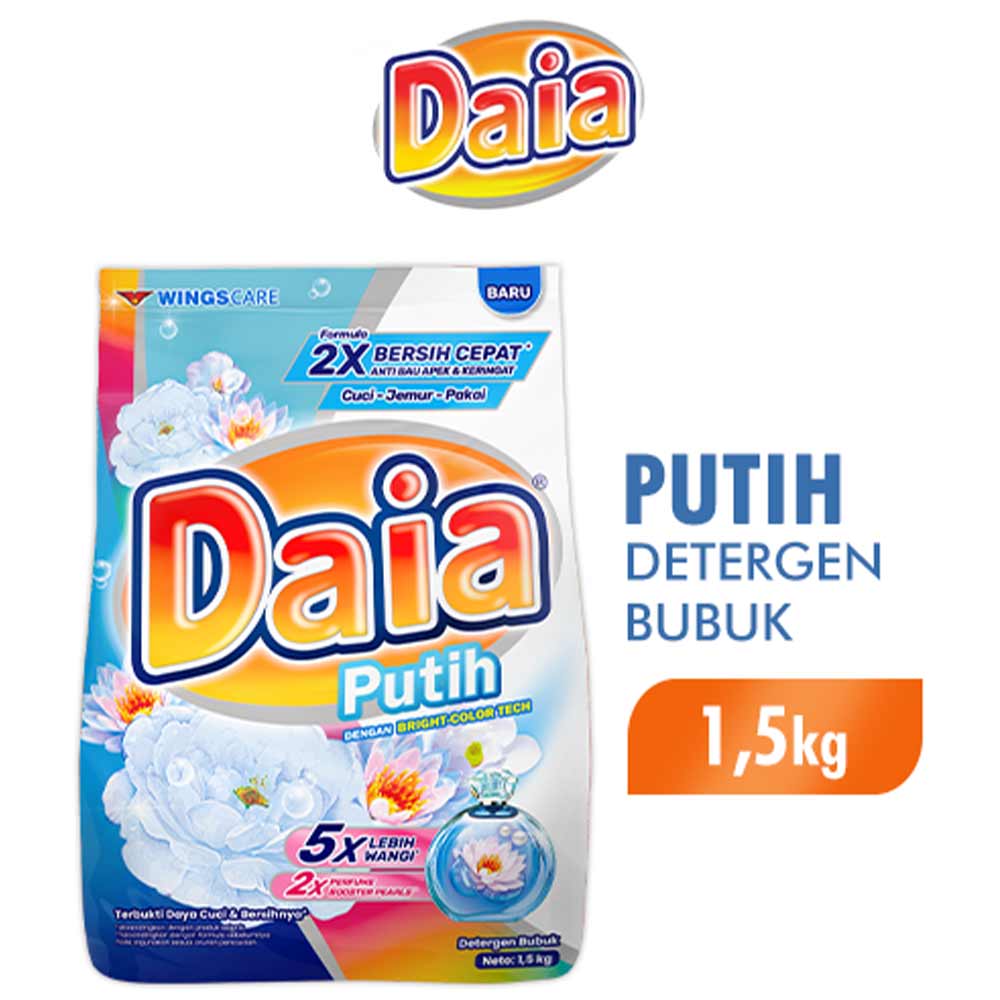 Daia
WINGSCARE
BARU
Formula
2X BERSIH CEPAT*
ANTI BAU APEK & KERINGAT
Cuci - Jemur - Pakai
Daia®
Putih
DENGAN BRIGHT-COLOR TECH
PUTIH
DETERGEN
BUBUK
1,5kg
5X LEBIH
WANGI*
2X PERFUME
BOOSTER PEARLS*
Terbukti Daya Cuci & Bersihnya*
Detergen Bubuk
Neto: 1,5 kg